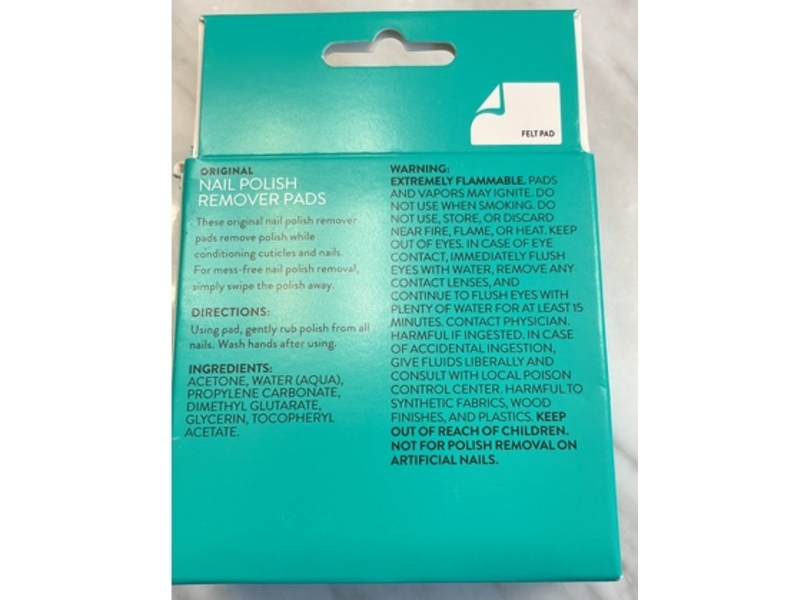 FELT PAD
ORIGINAL
NAIL POLISH
REMOVER PADS
These original nail polish remover
pads remove polish while
conditioning cuticles and nails.
For mess-free nail polish removal,
simply swipe the polish away.
DIRECTIONS:
Using pad, gently rub polish from all
nails. Wash hands after using.
INGREDIENTS:
ACETONE, WATER (AQUA),
PROPYLENE CARBONATE,
DIMETHYL GLUTARATE,
GLYCERIN, TOCOPHERYL
ACETATE.
WARNING:
EXTREMELY FLAMMABLE. PADS
AND VAPORS MAY IGNITE. DO
NOT USE WHEN SMOKING. DO
NOT USE, STORE, OR DISCARD
NEAR FIRE, FLAME, OR HEAT. KEEP
OUT OF EYES. IN CASE OF EYE
CONTACT, IMMEDIATELY FLUSH
EYES WITH WATER, REMOVE ANY
CONTACT LENSES, AND
CONTINUE TO FLUSH EYES WITH
PLENTY OF WATER FOR AT LEAST 15
MINUTES. CONTACT PHYSICIAN.
HARMFUL IF INGESTED. IN CASE
OF ACCIDENTAL INGESTION,
GIVE FLUIDS LIBERALLY AND
CONSULT WITH LOCAL POISON
CONTROL CENTER. HARMFUL TO
SYNTHETIC FABRICS, WOOD
FINISHES, AND PLASTICS. KEEP
OUT OF REACH OF CHILDREN.
NOT FOR POLISH REMOVAL ON
ARTIFICIAL NAILS.